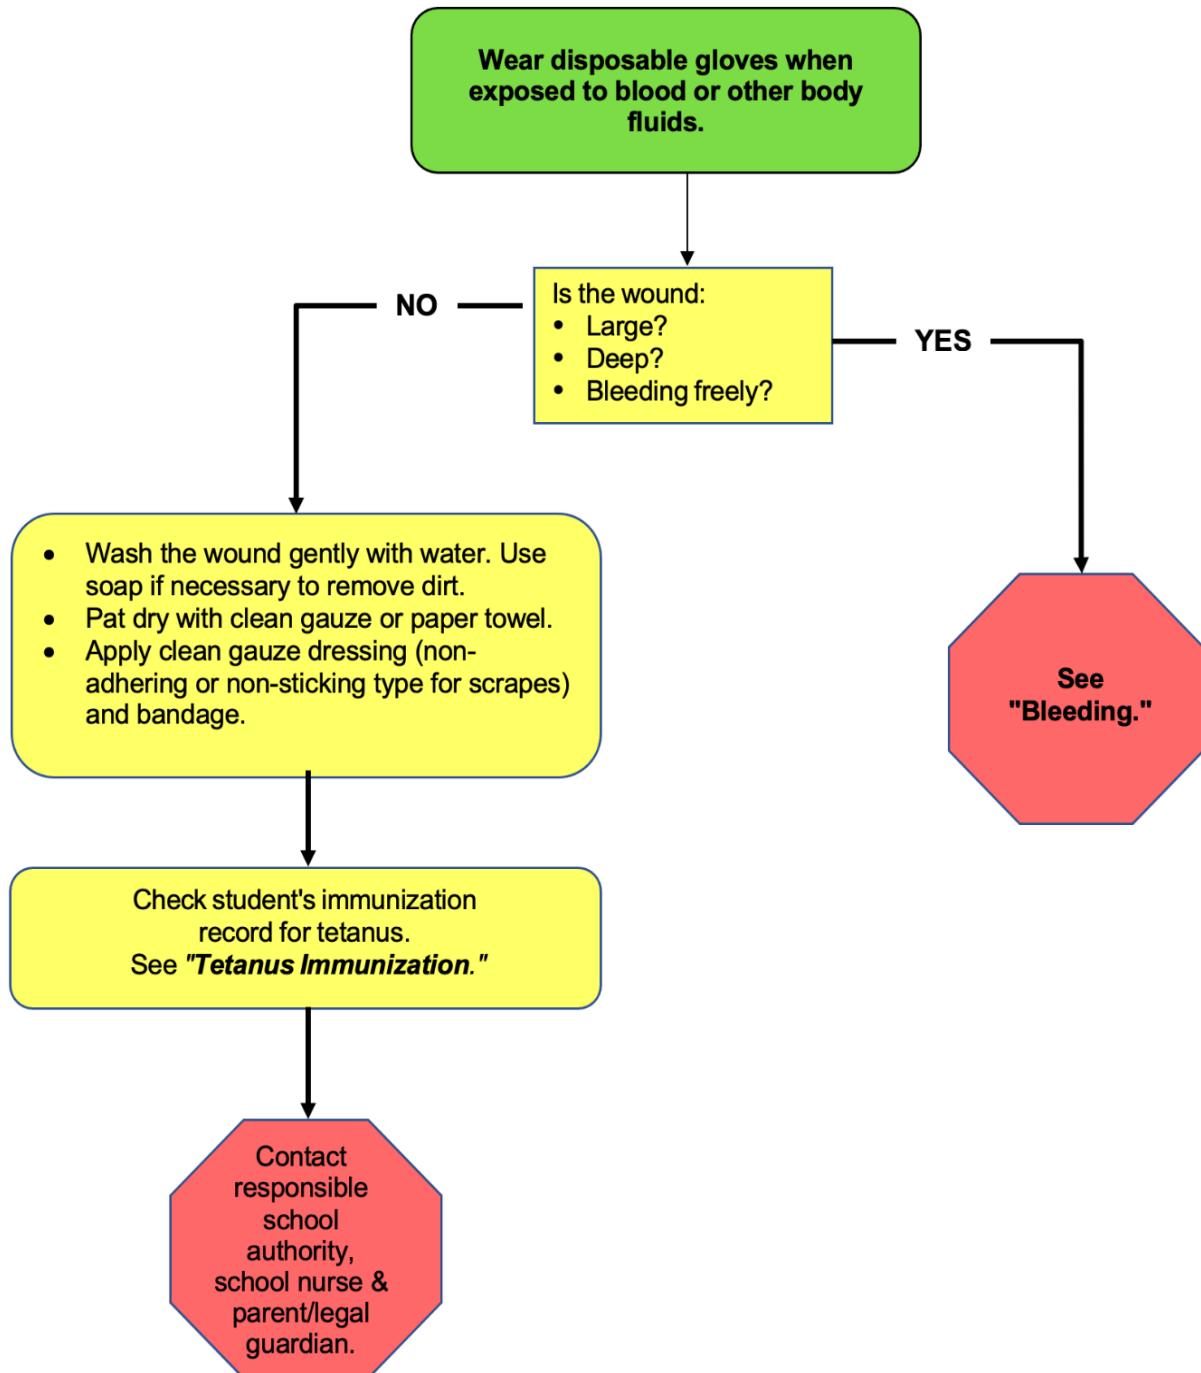 Wear disposable gloves when
exposed to blood or other body
fluids.
Is the wound:
• Large?
• Deep?
• Bleeding freely?
NO
YES
• Wash the wound gently with water. Use
soap if necessary to remove dirt.
• Pat dry with clean gauze or paper towel.
• Apply clean gauze dressing (non-
adhering or non-sticking type for scrapes)
and bandage.
See
"Bleeding."
Check student's immunization
record for tetanus.
See "Tetanus Immunization."
Contact
responsible
school
authority,
school nurse &
parent/legal
guardian.